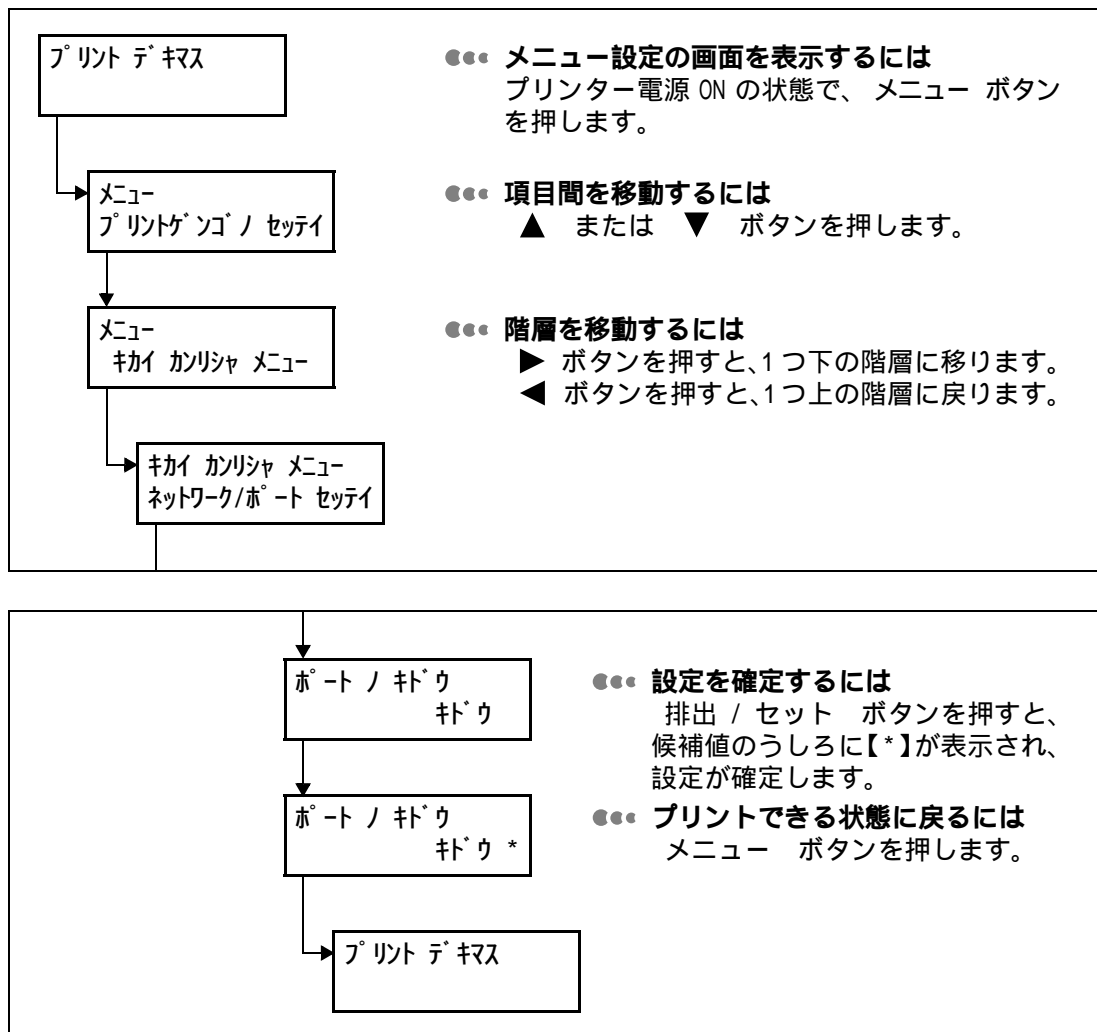 プリント デキマス
メニュー設定の画面を表示するには
プリンター電源 ON の状態で、 メニュー ボタン
を押します。
メニュー
プリントゲンゴノ セッテイ
項目間を移動するには
▲ または ▼ ボタンを押します。
メニュー
キカイ カンリシャ メニュー
階層を移動するには
▶ ボタンを押すと、1つ下の階層に移ります。
◀ ボタンを押すと、1つ上の階層に戻ります。
キカイ カンリシャ メニュー
ネットワーク/ポート セッテイ
ポート ノ キドウ
キドウ
設定を確定するには
排出 / セット ボタンを押すと、
候補値のうしろに【*】が表示され、
設定が確定します。
ポート ノ キドウ
キドウ *
プリントできる状態に戻るには
メニュー ボタンを押します。
プリント デキマス